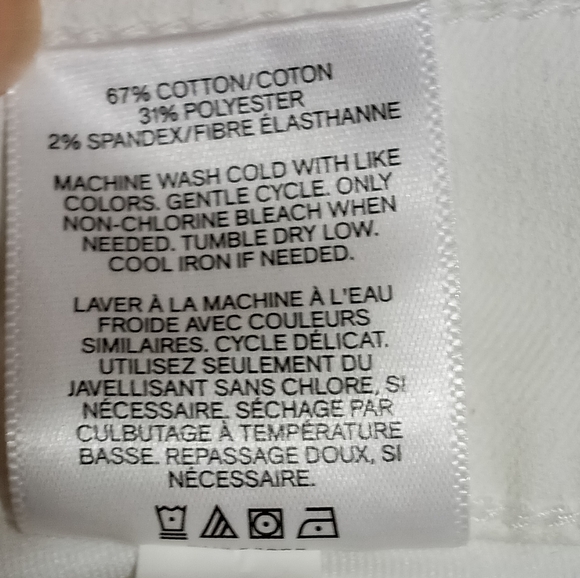 67% COTTON/COTON
31% POLYESTER
2% SPANDEX/FIBRE ÉLASTHANNE
MACHINE WASH COLD WITH LIKE
COLORS. GENTLE CYCLE. ONLY
NON-CHLORINE BLEACH WHEN
NEEDED. TUMBLE DRY LOW.
COOL IRON IF NEEDED.
LAVER À LA MACHINE À L'EAU
FROIDE AVEC COULEURS
SIMILAIRES. CYCLE DÉLICAT.
UTILISEZ SEULEMENT DU
JAVELLISANT SANS CHLORE, SI
NÉCESSAIRE. SÉCHAGE PAR
CULBUTAGE À TEMPÉRATURE
BASSE. REPASSAGE DOUX, SI
NÉCESSAIRE.